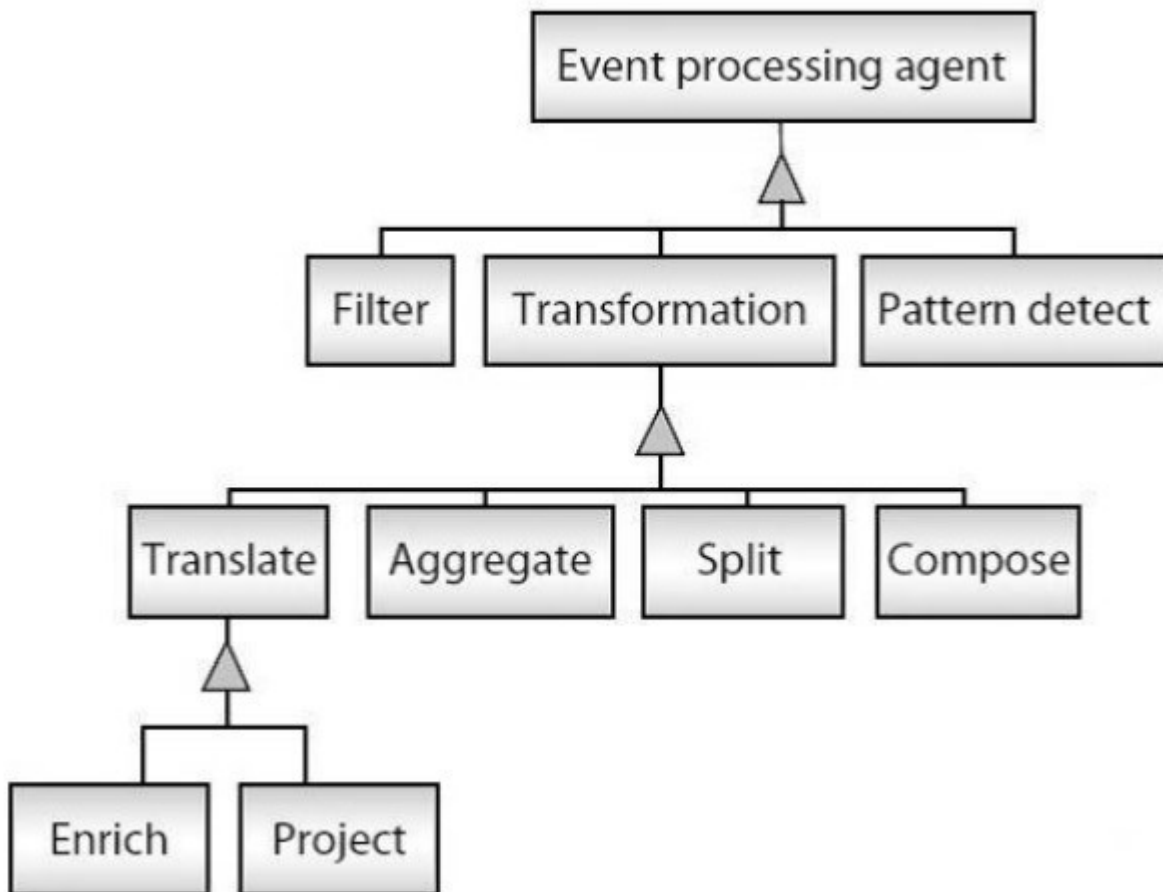 Event processing agent
Filter
Transformation
Pattern detect
Translate
Aggregate
Split
Compose
Enrich
Project